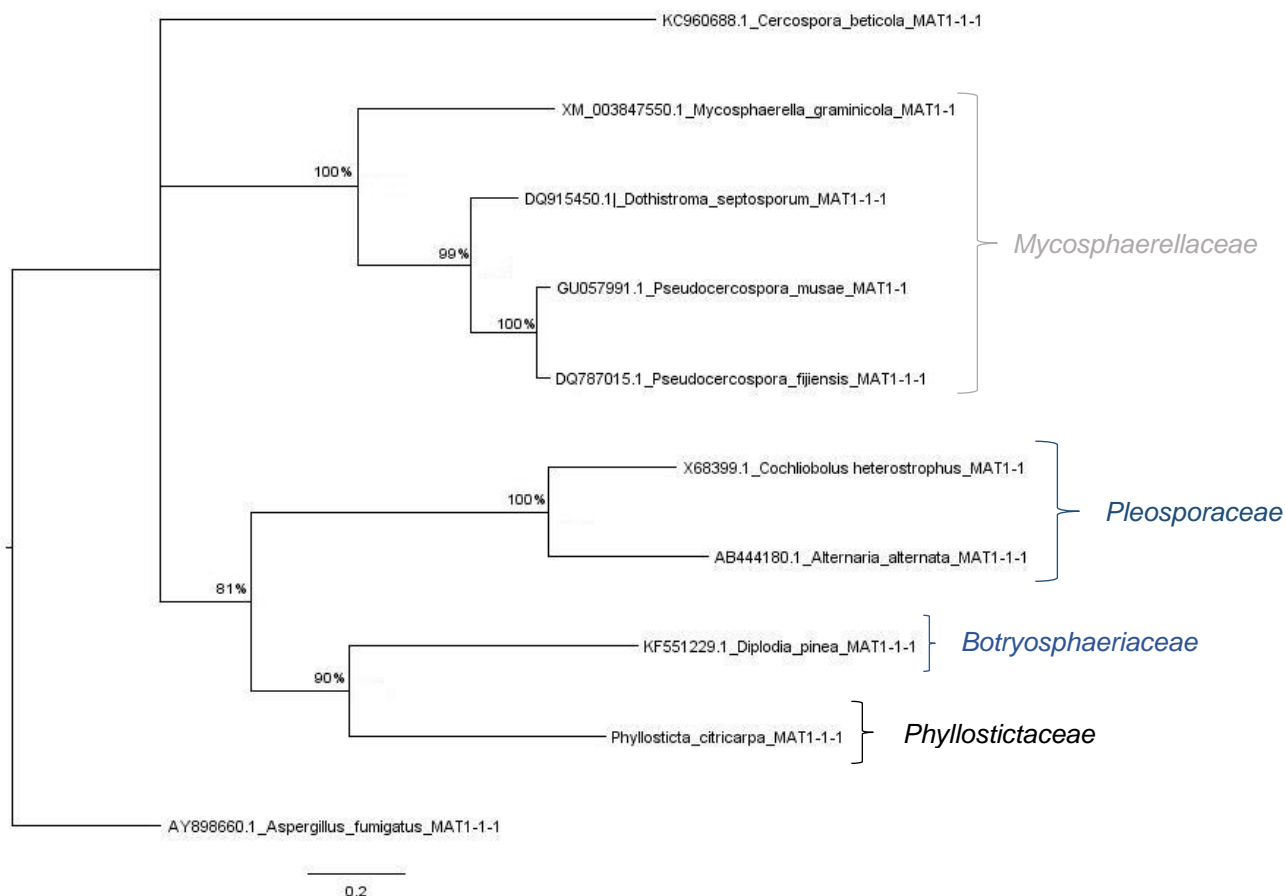 KC960688.1_Cercospora_beticola_MAT1-1-1
XM_003847550.1_Mycosphaerella_graminicola_MAT1-1
100%
DQ915450.1|_Dothistroma_septosporum_MAT1-1-1
Mycosphaerellaceae
99%
GU057991.1_Pseudocercospora_musae_MAT1-1
100%
DQ787015.1_Pseudocercospora_fijiensis_MAT1-1-1
X68399.1_Cochliobolus heterostrophus_MAT1-1
100%
Pleosporaceae
AB444180.1_Alternaria_alternata_MAT1-1-1
81%
KF551229.1_Diplodia_pinea_MAT1-1-1
Botryosphaeriaceae
90%
Phyllosticta_citricarpa_MAT1-1-1
Phyllostictaceae
AY898660.1_Aspergillus_fumigatus_MAT1-1-1
0.2